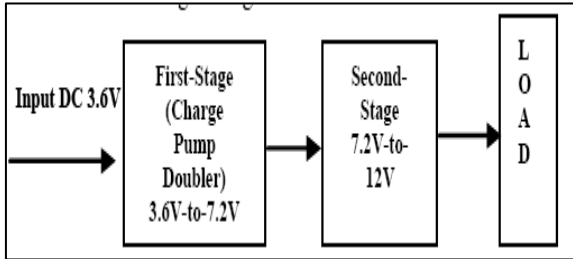 Input DC 3.6V
First-Stage
(Charge
Pump
Doubler)
3.6V-to-7.2V
Second-
Stage
7.2V-to-
12V
L
O
A
D